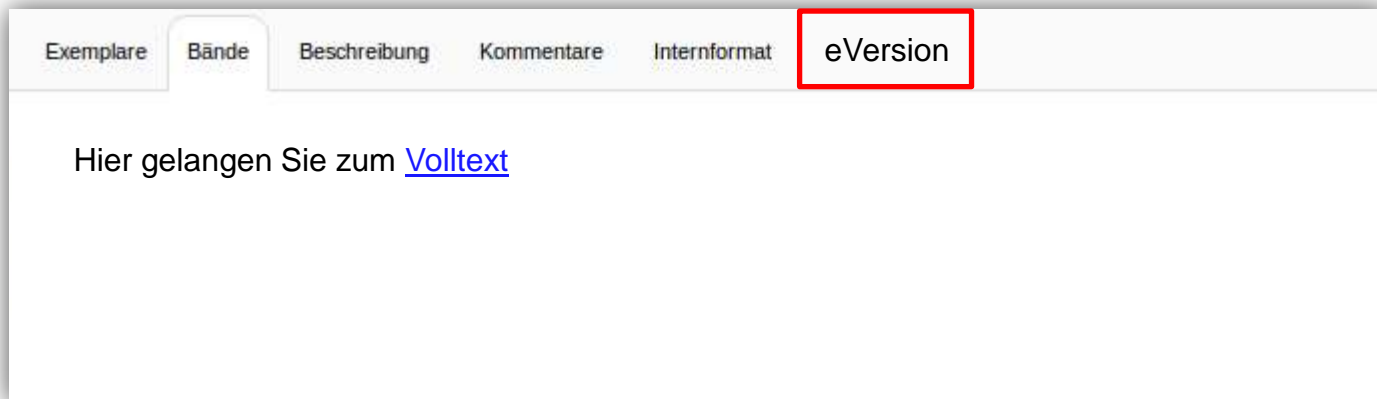 Exemplare Bände Beschreibung Kommentare Internformat eVersion
Hier gelangen Sie zum Volltext